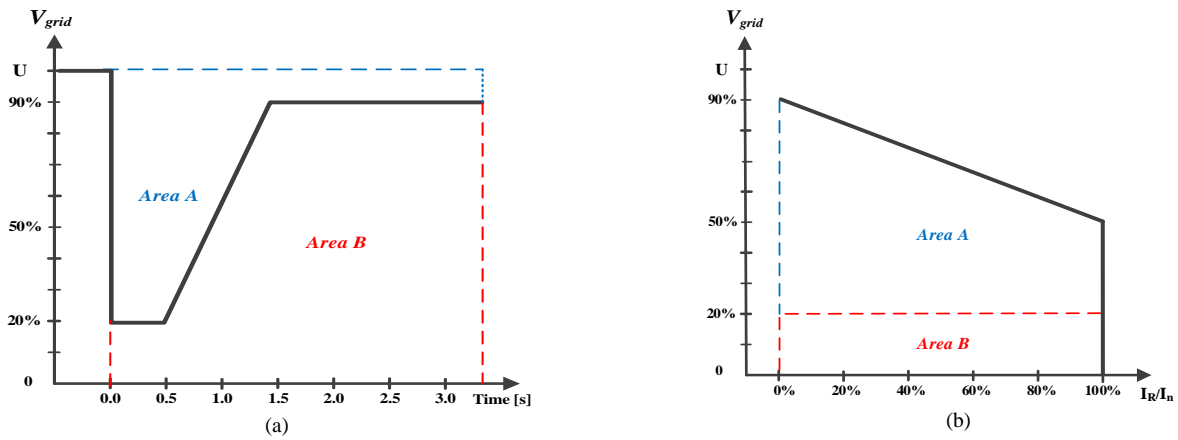 V_grid
U
90%
Area A
50%
Area B
20%
0
0.0 0.5 1.0 1.5 2.0 2.5 3.0 Time [s]
(a)
V_grid
U
90%
50%
Area A
20%
Area B
0
0% 20% 40% 60% 80% 100% I_R/I_n
(b)